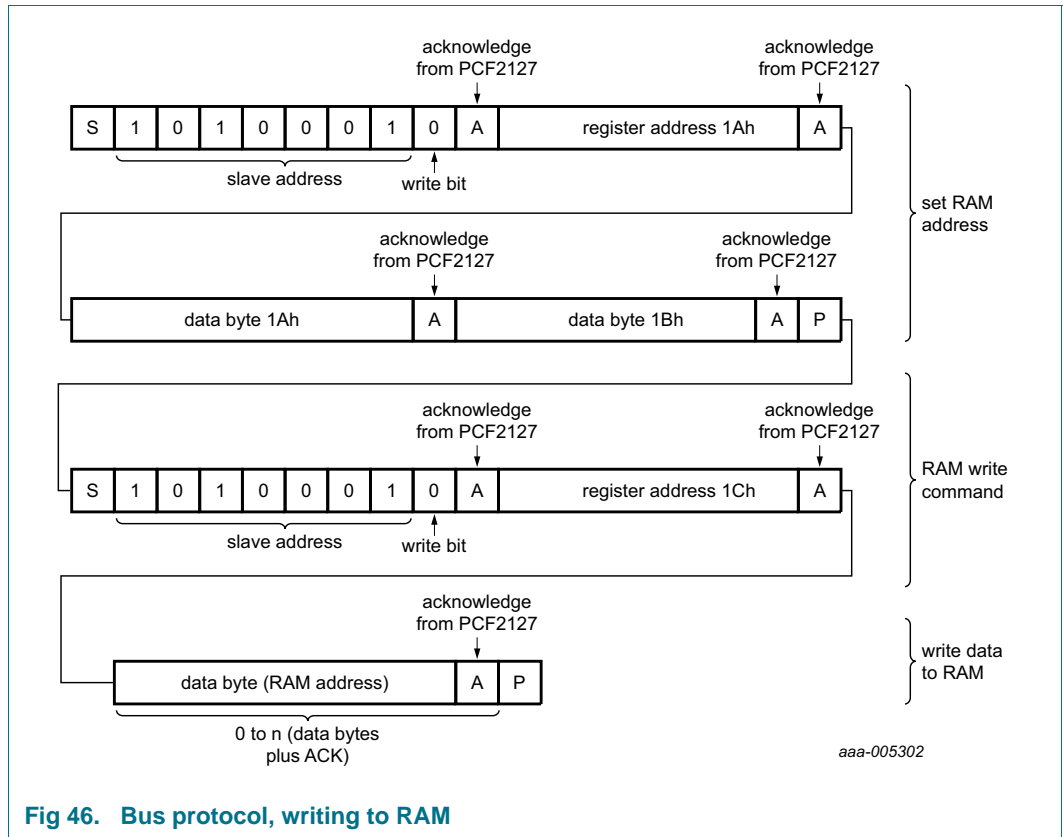 acknowledge
from PCF2127
acknowledge
from PCF2127
S 1 0 1 0 0 0 1 0 A register address 1Ah A
slave address
write bit
set RAM
address
acknowledge
from PCF2127
acknowledge
from PCF2127
data byte 1Ah A data byte 1Bh A P
acknowledge
from PCF2127
acknowledge
from PCF2127
S 1 0 1 0 0 0 1 0 A register address 1Ch A
slave address
write bit
RAM write
command
acknowledge
from PCF2127
data byte (RAM address) A P
write data
to RAM
0 to n (data bytes
plus ACK)
aaa-005302
Fig 46. Bus protocol, writing to RAM